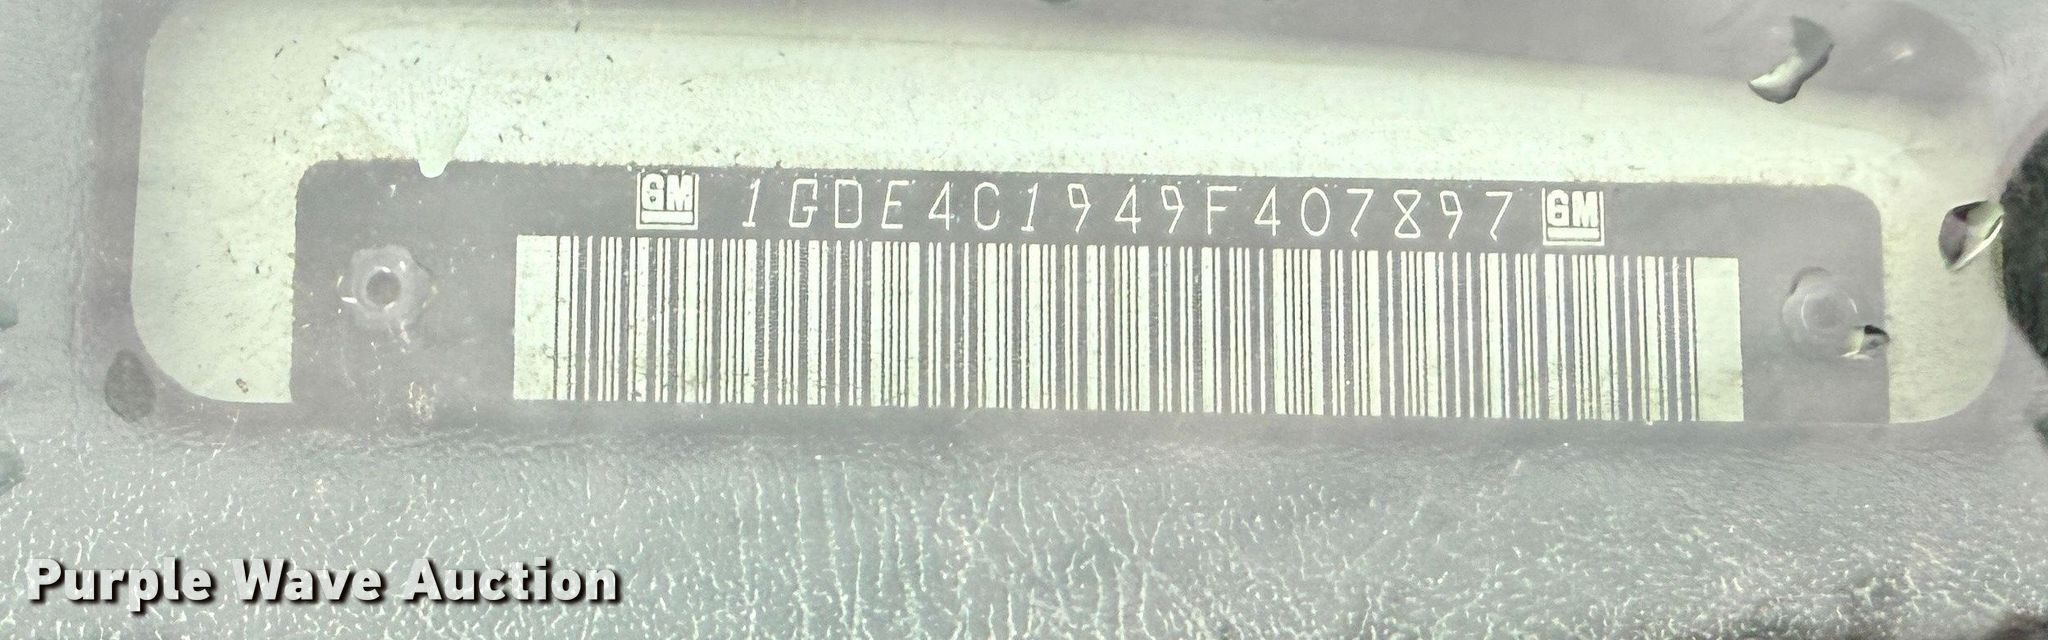 GM 1GDE4C1949F407897 GM
Purple Wave Auction